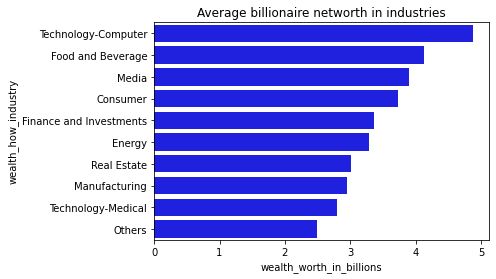 Average billionaire networth in industries
wealth_how_industry
Technology-Computer
Food and Beverage
Media
Consumer
Finance and Investments
Energy
Real Estate
Manufacturing
Technology-Medical
Others
0 1 2 3 4 5
wealth_worth_in_billions